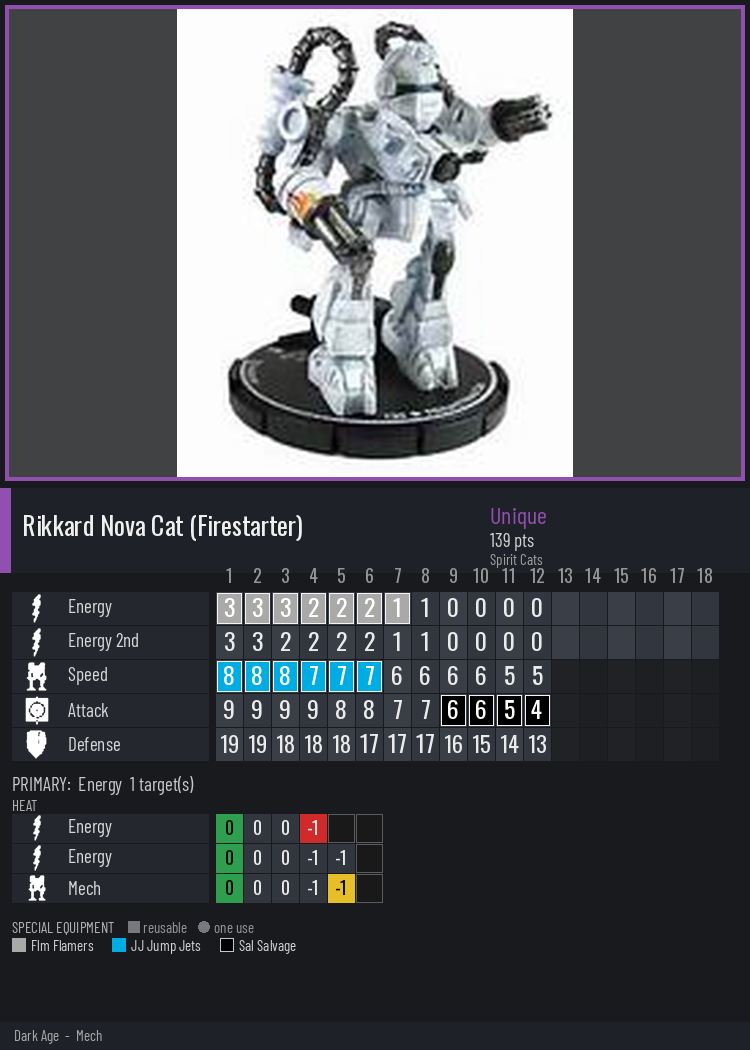 Rikkard Nova Cat (Firestarter)
Unique
139 pts
Spirit Cats
1 2 3 4 5 6 7 8 9 10 11 12 13 14 15 16 17 18
Energy 3 3 3 2 2 2 1 1 0 0 0 0
Energy 2nd 3 3 2 2 2 2 1 1 0 0 0 0
Speed 8 8 8 7 7 7 6 6 6 6 5 5
Attack 9 9 9 9 8 8 7 7 6 6 5 4
Defense 19 19 18 18 18 17 17 17 16 15 14 13
PRIMARY: Energy 1 target(s)
HEAT
Energy 0 0 0 -1
Energy 0 0 0 -1 -1
Mech 0 0 0 -1 -1
SPECIAL EQUIPMENT reusable one use
Flm Flamers JJ Jump Jets Sal Salvage
Dark Age - Mech